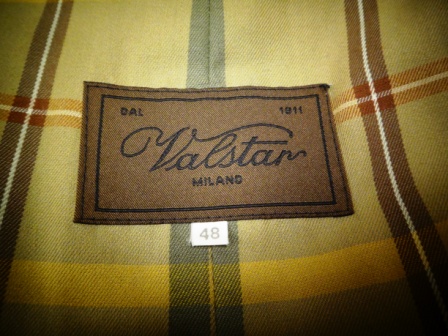 DAL 1911
Valstar
MILANO
48